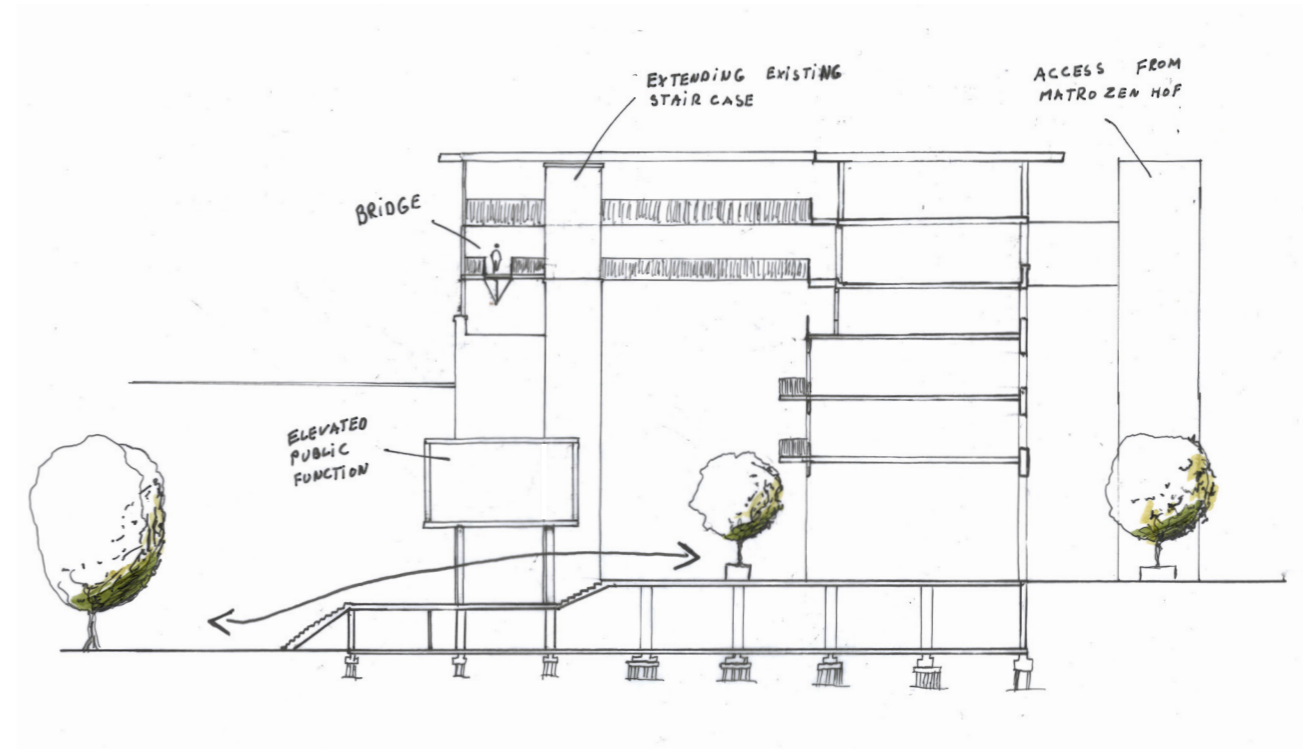 EXTENDING EXISTING
STAIR CASE
ACCESS FROM
MATROZEN HOF
BRIDGE
ELEVATED
PUBLIC
FUNCTION